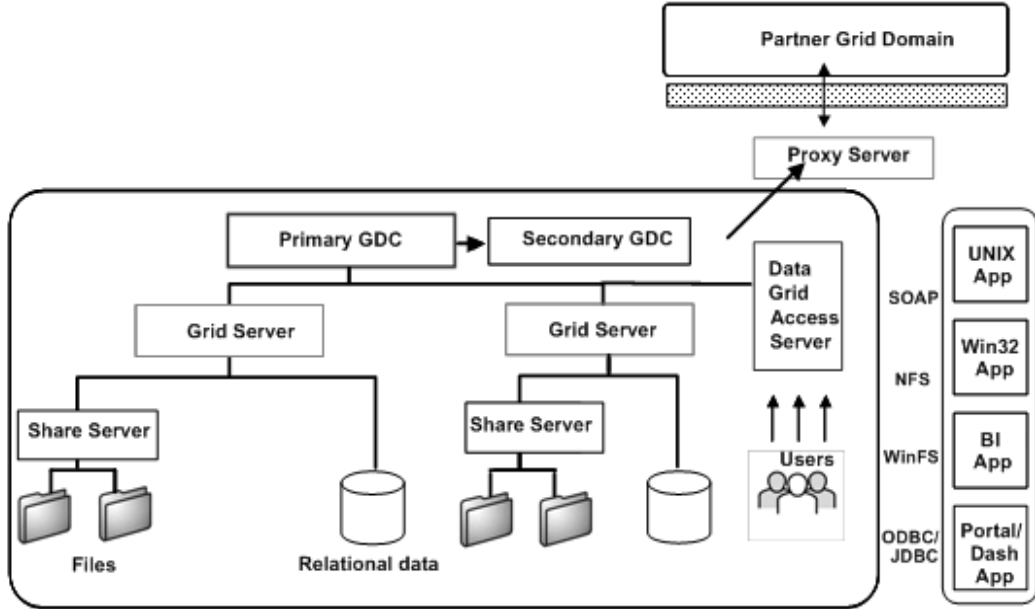 Partner Grid Domain
Proxy Server
Primary GDC
Secondary GDC
Data
Grid
Access
Server
Grid Server
Grid Server
Share Server
Share Server
Users
Files
Relational data
SOAP
NFS
WinFS
ODBC/
JDBC
UNIX
App
Win32
App
BI
App
Portal/
Dash
App